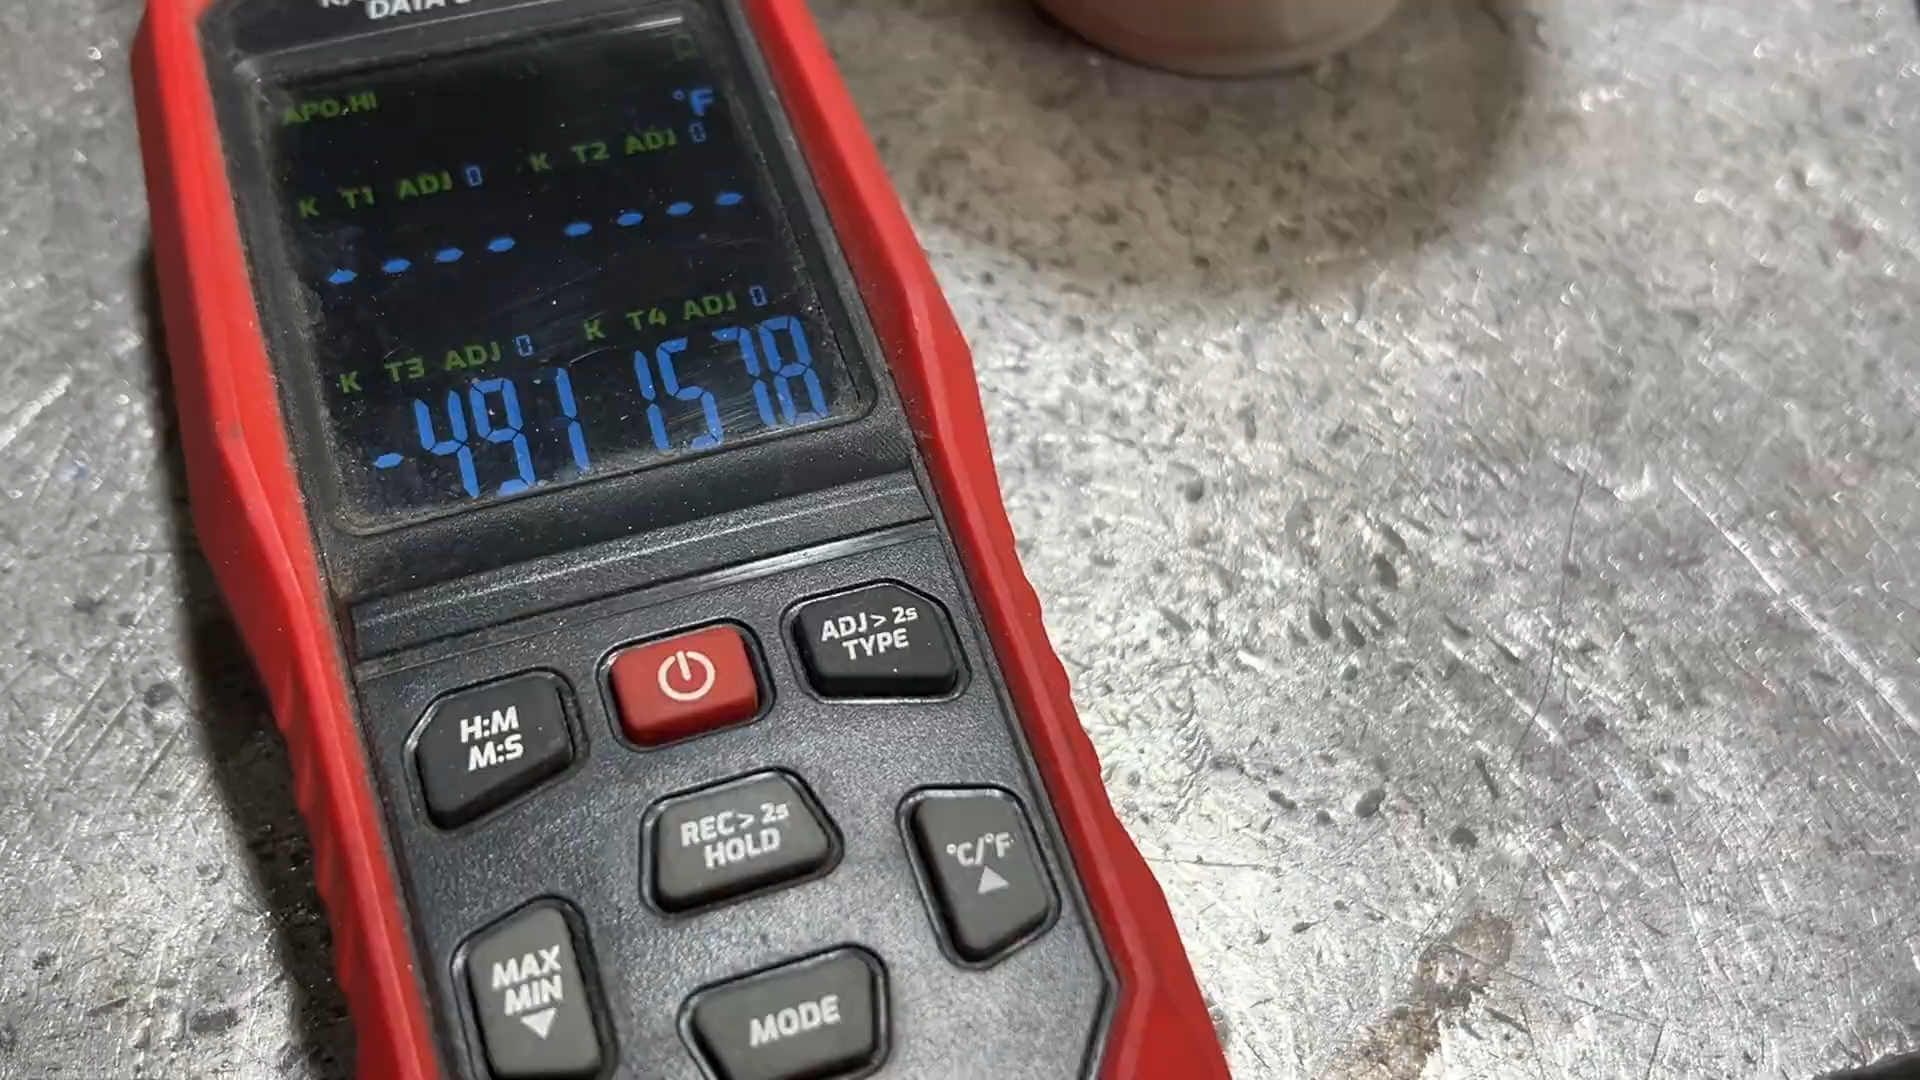 DATA
APO.HI
°F
K T1 ADJ 0 K T2 ADJ 0
---- ----
K T3 ADJ 0 K T4 ADJ 0
-491 1578
H:M
M:S
ADJ > 2s
TYPE
REC > 2s
HOLD
°C/°F
MAX
MIN
MODE